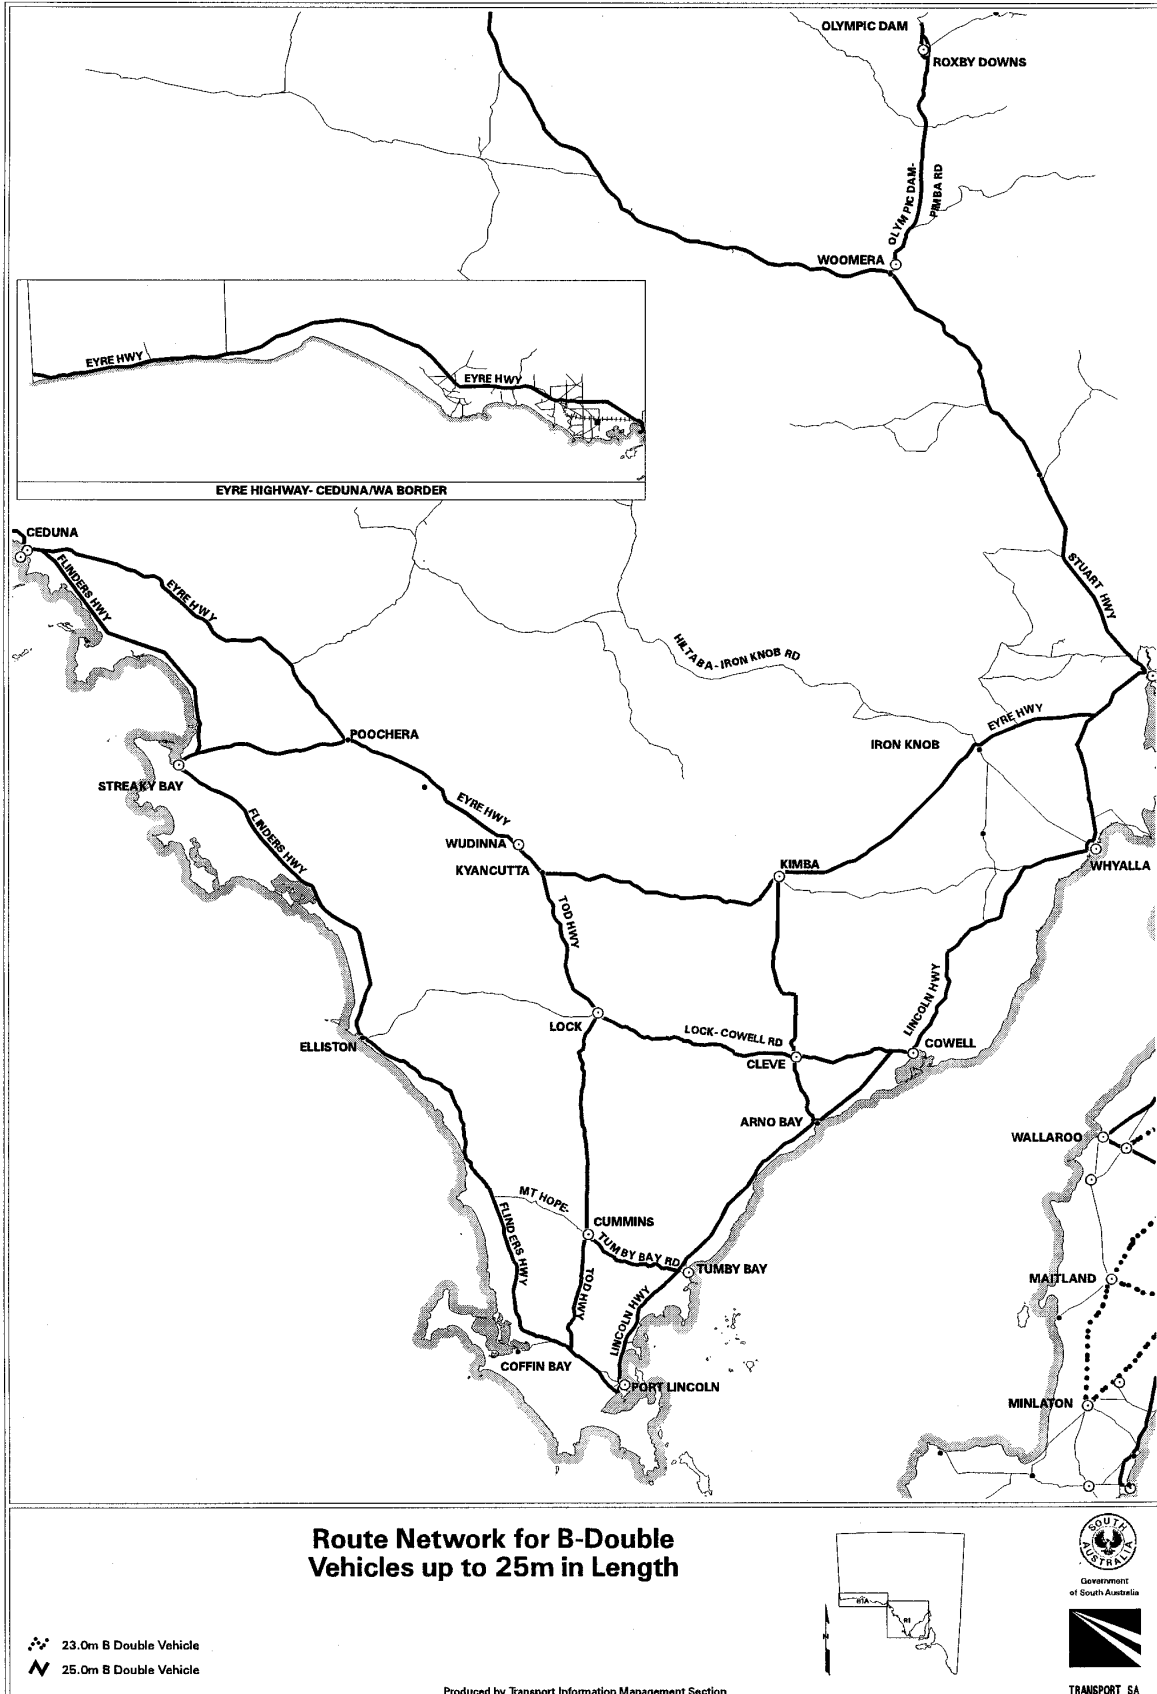 OLYMPIC DAM
ROXBY DOWNS
OLYMPIC DAM-
PIMBA RD
WOOMERA
EYRE HWY
EYRE HWY
EYRE HIGHWAY- CEDUNA/WA BORDER
CEDUNA
FLINDERS HWY
EYRE HWY
STUART HWY
HILTABA - IRON KNOB RD
EYRE HWY
POOCHERA
IRON KNOB
STREAKY BAY
FLINDERS HWY
EYRE HWY
WUDINNA
KYANCUTTA
KIMBA
WHYALLA
TOD HWY
LINCOLN HWY
LOCK
LOCK- COWELL RD
COWELL
ELLISTON
CLEVE
ARNO BAY
WALLAROO
MT HOPE-
FLINDERS HWY
CUMMINS
TUMBY BAY RD
TUMBY BAY
MAITLAND
TOD HWY
LINCOLN HWY
COFFIN BAY
PORT LINCOLN
MINLATON
Route Network for B-Double
Vehicles up to 25m in Length
23.0m B Double Vehicle
25.0m B Double Vehicle
Produced by Transport Information Management Section
N
R1A
R1
SOUTH
AUSTRALIA
Government
of South Australia
TRANSPORT SA